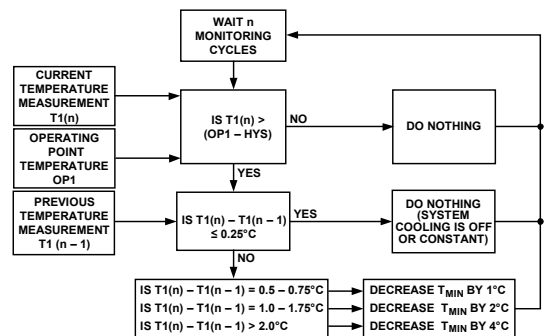 WAIT n
MONITORING
CYCLES
CURRENT
TEMPERATURE
MEASUREMENT
T1(n)
IS T1(n) >
(OP1 – HYS)
NO
DO NOTHING
OPERATING
POINT
TEMPERATURE
OP1
YES
PREVIOUS
TEMPERATURE
MEASUREMENT
T1 (n – 1)
IS T1(n) – T1(n – 1)
≤ 0.25°C
YES
DO NOTHING
(SYSTEM
COOLING IS OFF
OR CONSTANT)
NO
IS T1(n) – T1(n – 1) = 0.5 – 0.75°C
DECREASE TMIN BY 1°C
IS T1(n) – T1(n – 1) = 1.0 – 1.75°C
DECREASE TMIN BY 2°C
IS T1(n) – T1(n – 1) > 2.0°C
DECREASE TMIN BY 4°C